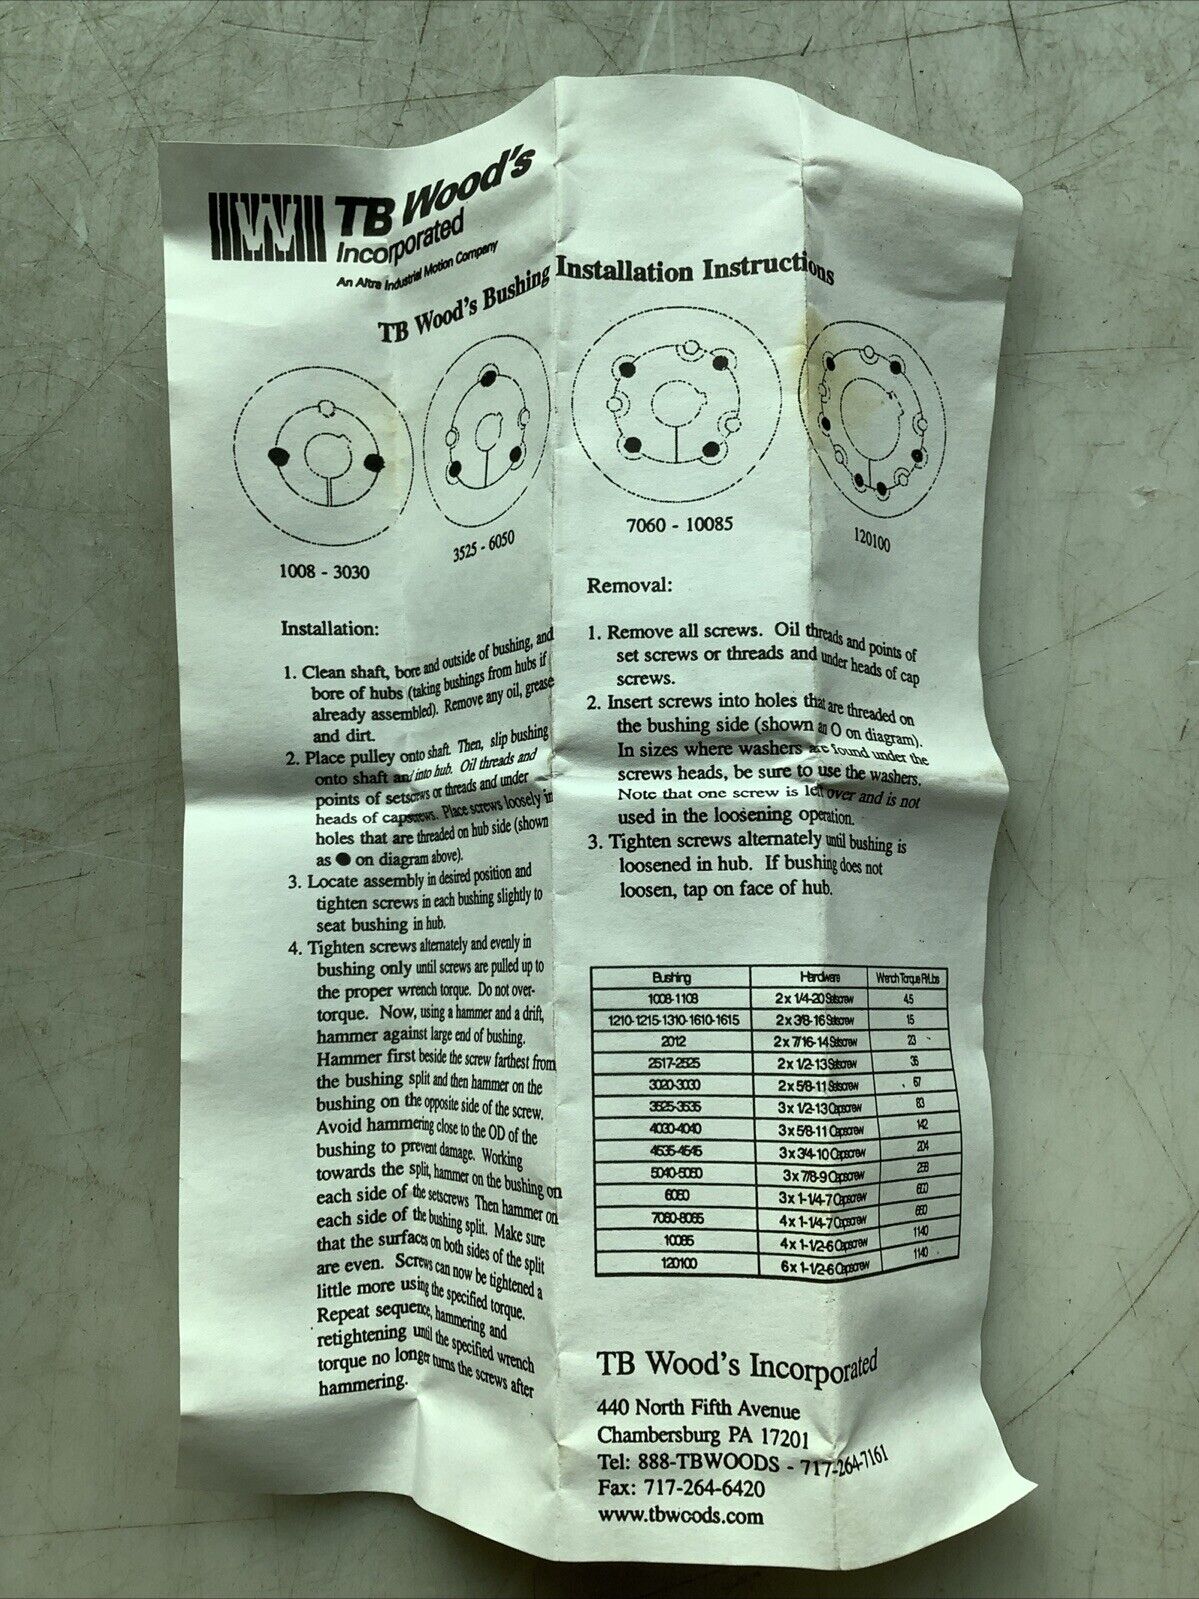 TB Wood's
Incorporated
An Altra Industrial Motion Company
TB Wood's Bushing Installation Instructions
1008 - 3030
3525 - 6050
7060 - 10085
120100
Installation:
1. Clean shaft, bore and outside of bushing, and
bore of hubs (taking bushings from hubs if
already assembled). Remove any oil, grease
and dirt.
2. Place pulley onto shaft. Then, slip bushing
onto shaft and into hub. Oil threads and
points of setscrews or threads and under
heads of capscrews. Place screws loosely in
holes that are threaded on hub side (shown
as ● on diagram above).
3. Locate assembly in desired position and
tighten screws in each bushing slightly to
seat bushing in hub.
4. Tighten screws alternately and evenly in
bushing only until screws are pulled up to
the proper wrench torque. Do not over-
torque. Now, using a hammer and a drift,
hammer against large end of bushing.
Hammer first beside the screw farthest from
the bushing split and then hammer on the
bushing on the opposite side of the screw.
Avoid hammering close to the OD of the
bushing to prevent damage. Working
towards the split, hammer on the bushing on
each side of the setscrews Then hammer on
each side of the bushing split. Make sure
that the surfaces on both sides of the split
are even. Screws can now be tightened a
little more using the specified torque.
Repeat sequence, hammering and
retightening until the specified wrench
torque no longer turns the screws after
hammering.
Removal:
1. Remove all screws. Oil threads and points of
set screws or threads and under heads of cap
screws.
2. Insert screws into holes that are threaded on
the bushing side (shown an O on diagram).
In sizes where washers are found under the
screws heads, be sure to use the washers.
Note that one screw is left over and is not
used in the loosening operation.
3. Tighten screws alternately until bushing is
loosened in hub. If bushing does not
loosen, tap on face of hub.
Bushing Hardware Wrench Torque Ft/Lbs
1008-1108 2 x 1/4-20 Setscrew 4.5
1210-1215-1310-1610-1615 2 x 3/8-16 Setscrew 15
2012 2 x 7/16-14 Setscrew 23
2517-2525 2 x 1/2-13 Setscrew 36
3020-3030 2 x 5/8-11 Setscrew 67
3525-3535 3 x 1/2-13 Capscrew 83
4030-4040 3 x 5/8-11 Capscrew 142
4535-4545 3 x 3/4-10 Capscrew 204
5040-5050 3 x 7/8-9 Capscrew 258
6050 3 x 1-1/4-7 Capscrew
7060-8065 4 x 1-1/4-7 Capscrew
10085 4 x 1-1/2-6 Capscrew 1140
120100 6 x 1-1/2-6 Capscrew 1140
TB Wood's Incorporated
440 North Fifth Avenue
Chambersburg PA 17201
Tel: 888-TBWOODS - 717-264-7161
Fax: 717-264-6420
www.tbwoods.com